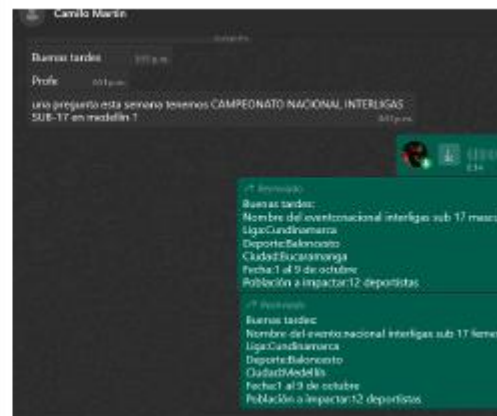 Camilo Martin
Buenas tardes
Profe
una pregunta esta semana tenemos CAMPEONATO NACIONAL INTERLIGAS
SUB-17 en medellin ?
Reenviado
Buenas tardes:
Nombre del evento:nacional interligas sub 17
Liga:Cundinamarca
Deporte:Baloncesto
Ciudad:Bucaramanga
Fecha:1 al 9 de octubre
Población a impactar:12 deportistas
Reenviado
Buenas tardes:
Nombre del evento:nacional interligas sub 17
Liga:Cundinamarca
Deporte:Baloncesto
Ciudad:Medellín
Fecha:1 al 9 de octubre
Población a impactar:12 deportistas